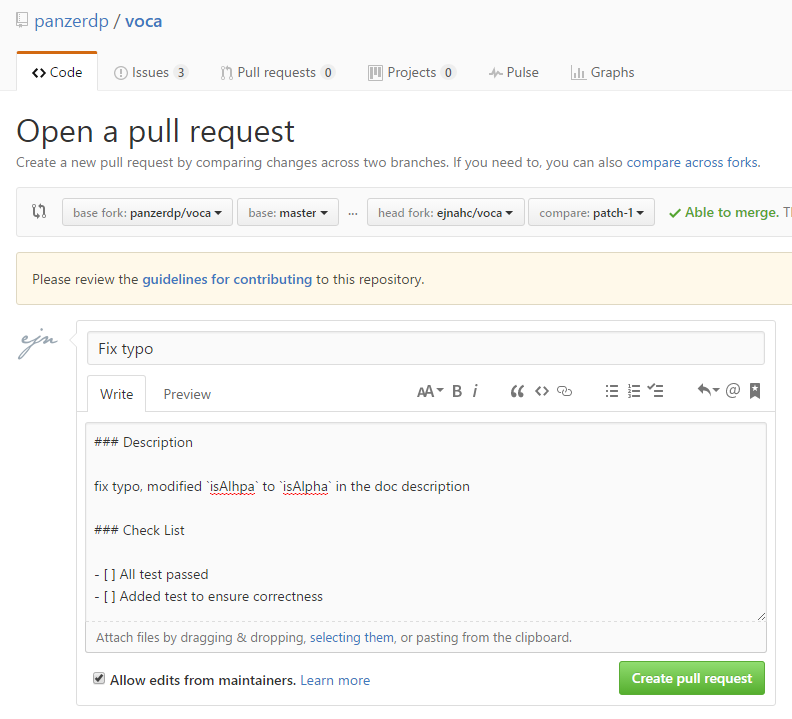 panzerdp / voca
Code Issues 3 Pull requests 0 Projects 0 Pulse Graphs
Open a pull request
Create a new pull request by comparing changes across two branches. If you need to, you can also compare across forks.
base fork: panzerdp/voca base: master ... head fork: ejnahc/voca compare: patch-1 Able to merge.
Please review the guidelines for contributing to this repository.
ejn
Fix typo
Write Preview AA B i @
### Description
fix typo, modified `isAlhpa` to `isAlpha` in the doc description
### Check List
- [ ] All test passed
- [ ] Added test to ensure correctness
Attach files by dragging & dropping, selecting them, or pasting from the clipboard.
Allow edits from maintainers. Learn more
Create pull request